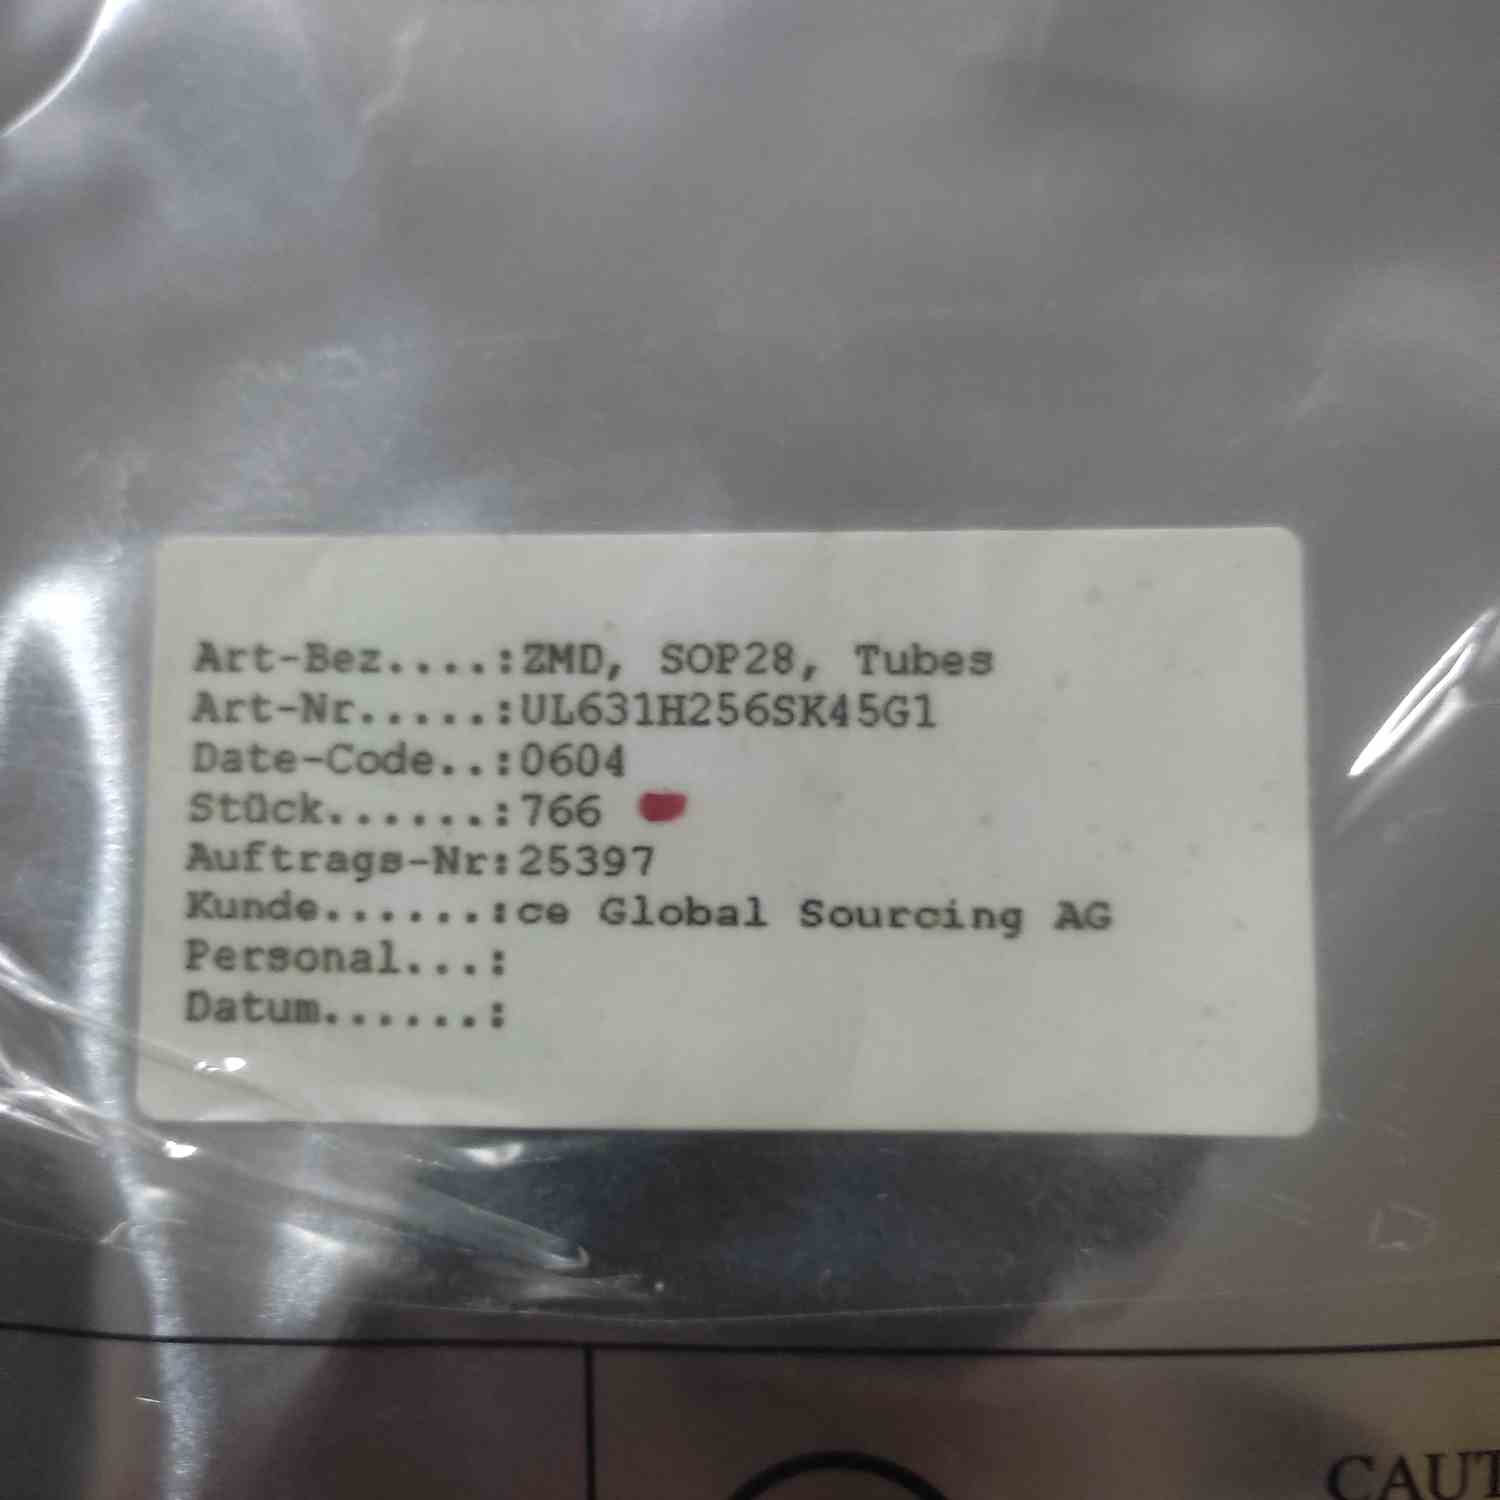 Art-Bez....:ZMD, SOP28, Tubes
Art-Nr.....:UL631H256SK45G1
Date-Code..:0604
Stück......:766
Auftrags-Nr:25397
Kunde......:ce Global Sourcing AG
Personal...:
Datum......:
CAUT